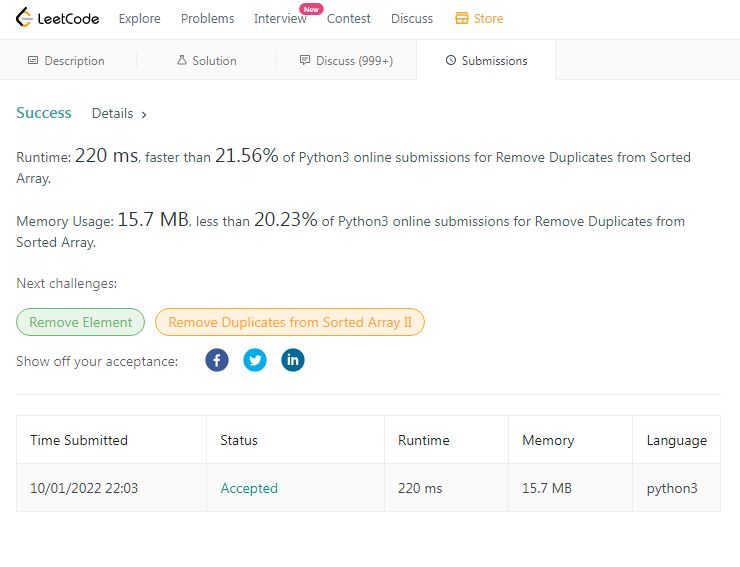 LeetCode Explore Problems Interview New Contest Discuss Store
Description Solution Discuss (999+) Submissions
Success Details >
Runtime: 220 ms, faster than 21.56% of Python3 online submissions for Remove Duplicates from Sorted
Array.
Memory Usage: 15.7 MB, less than 20.23% of Python3 online submissions for Remove Duplicates from
Sorted Array.
Next challenges:
Remove Element Remove Duplicates from Sorted Array II
Show off your acceptance: f in
Time Submitted Status Runtime Memory Language
10/01/2022 22:03 Accepted 220 ms 15.7 MB python3